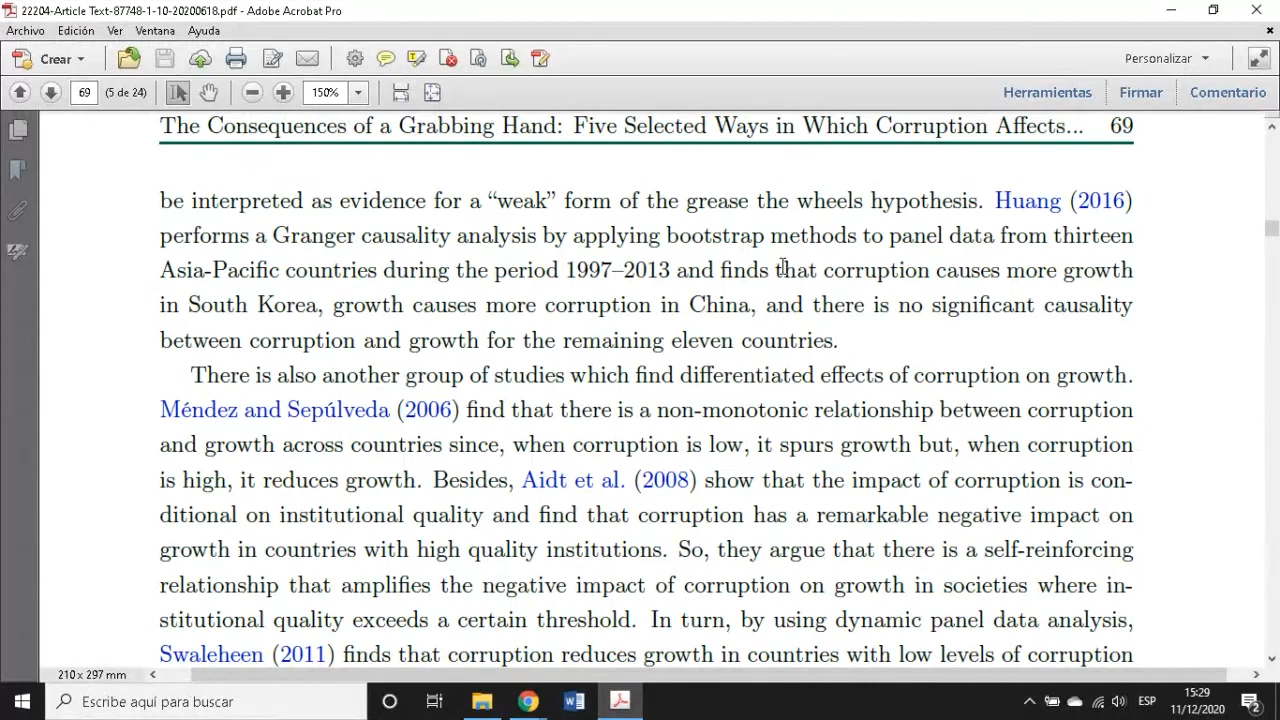 22204-Article Text-87748-1-10-20200618.pdf - Adobe Acrobat Pro
Archivo Edición Ver Ventana Ayuda
Crear Personalizar
69 (5 de 24) 150% Herramientas Firmar Comentario
The Consequences of a Grabbing Hand: Five Selected Ways in Which Corruption Affects... 69
be interpreted as evidence for a “weak” form of the grease the wheels hypothesis. Huang (2016)
performs a Granger causality analysis by applying bootstrap methods to panel data from thirteen
Asia-Pacific countries during the period 1997–2013 and finds that corruption causes more growth
in South Korea, growth causes more corruption in China, and there is no significant causality
between corruption and growth for the remaining eleven countries.
There is also another group of studies which find differentiated effects of corruption on growth.
Méndez and Sepúlveda (2006) find that there is a non-monotonic relationship between corruption
and growth across countries since, when corruption is low, it spurs growth but, when corruption
is high, it reduces growth. Besides, Aidt et al. (2008) show that the impact of corruption is con-
ditional on institutional quality and find that corruption has a remarkable negative impact on
growth in countries with high quality institutions. So, they argue that there is a self-reinforcing
relationship that amplifies the negative impact of corruption on growth in societies where in-
stitutional quality exceeds a certain threshold. In turn, by using dynamic panel data analysis,
Swaleheen (2011) finds that corruption reduces growth in countries with low levels of corruption
210 x 297 mm
Escribe aquí para buscar
ESP
15:29
11/12/2020
2